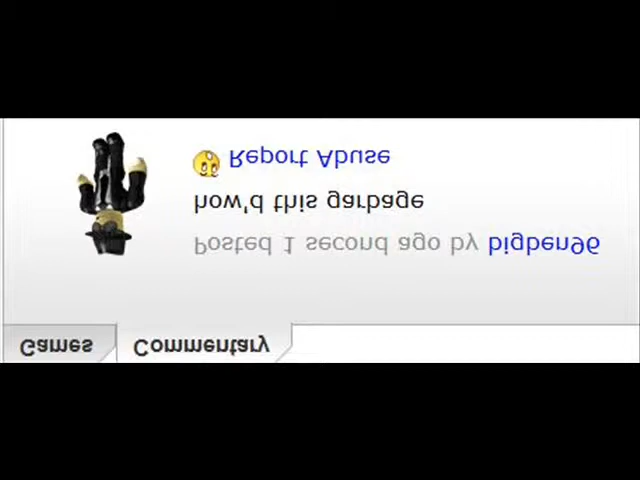 Games Commentary
Posted 1 second ago by bigben96
how'd this garbage
Report Abuse